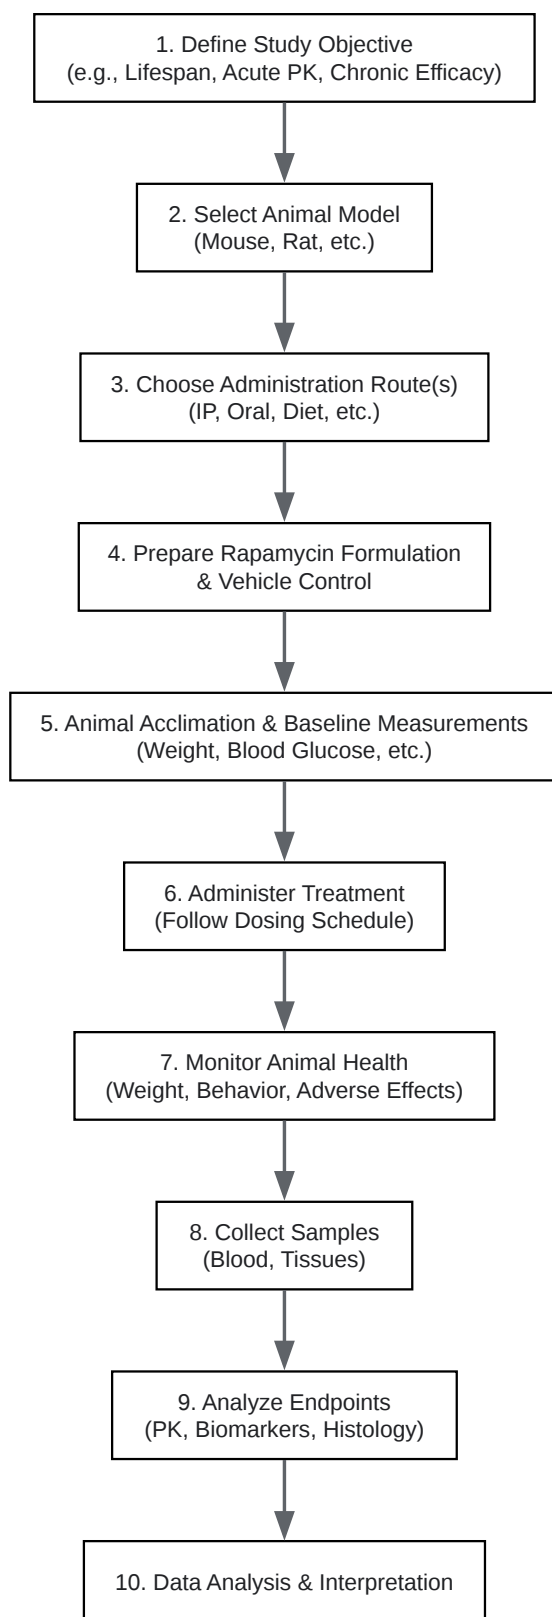 1. Define Study Objective
(e.g., Lifespan, Acute PK, Chronic Efficacy)
2. Select Animal Model
(Mouse, Rat, etc.)
3. Choose Administration Route(s)
(IP, Oral, Diet, etc.)
4. Prepare Rapamycin Formulation
& Vehicle Control
5. Animal Acclimation & Baseline Measurements
(Weight, Blood Glucose, etc.)
6. Administer Treatment
(Follow Dosing Schedule)
7. Monitor Animal Health
(Weight, Behavior, Adverse Effects)
8. Collect Samples
(Blood, Tissues)
9. Analyze Endpoints
(PK, Biomarkers, Histology)
10. Data Analysis & Interpretation